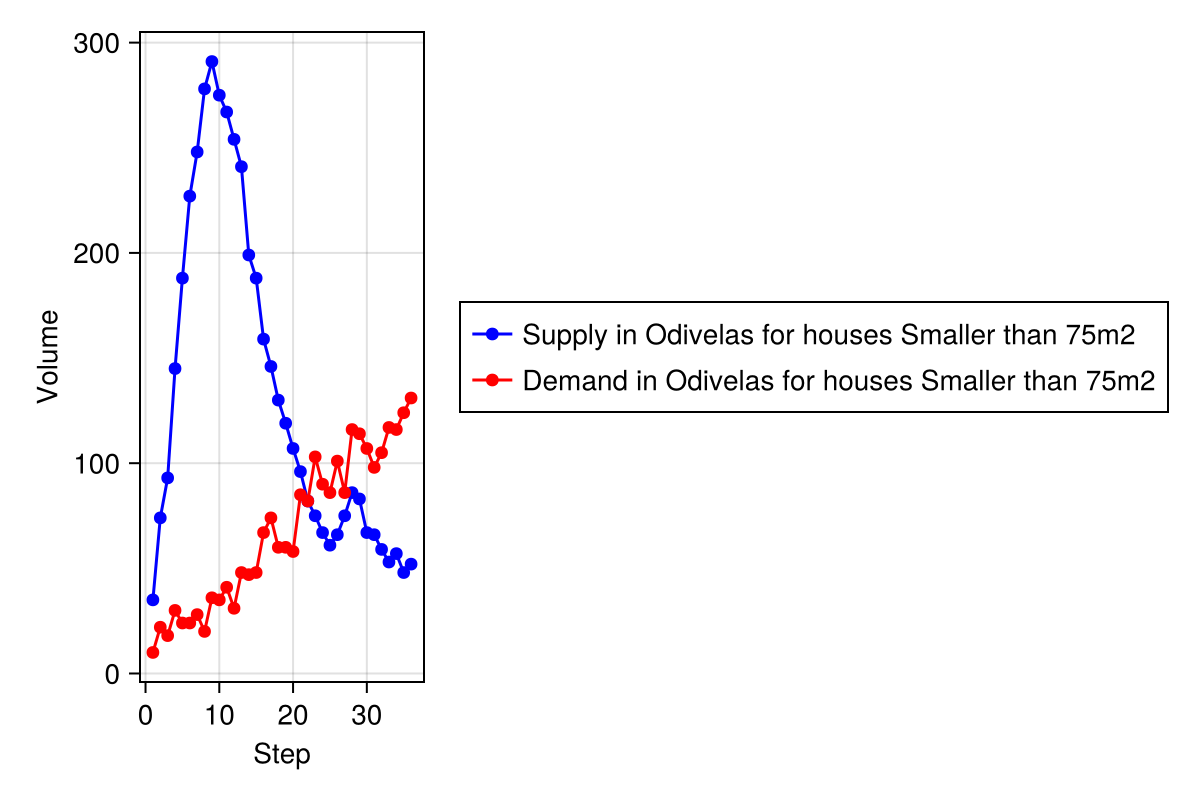 300
200
100
0
Volume
0 10 20 30
Step
Supply in Odivelas for houses Smaller than 75m2
Demand in Odivelas for houses Smaller than 75m2